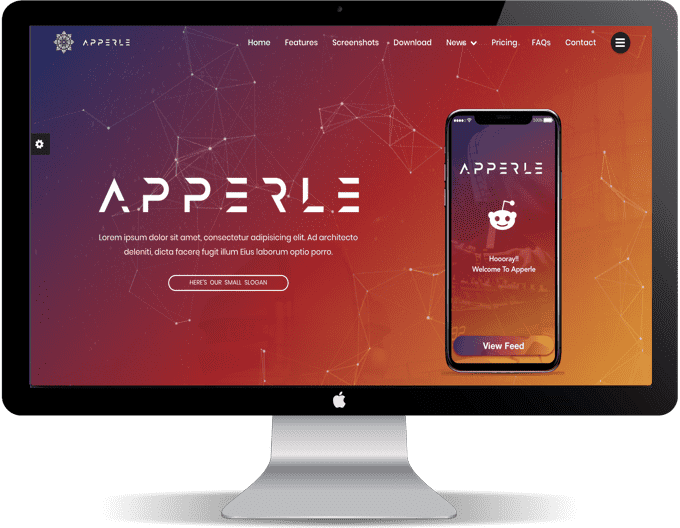 APPERLE
Home Features Screenshots Download News Pricing FAQs Contact
APPERLE
Lorem ipsum dolor sit amet, consectetur adipisicing elit. Ad architecto
deleniti, dicta facere fugit illum Eius laborum optio porro.
HERE'S OUR SMALL SLOGAN
50%
APPERLE
Hoooray!!
Welcome To Apperle
View Feed